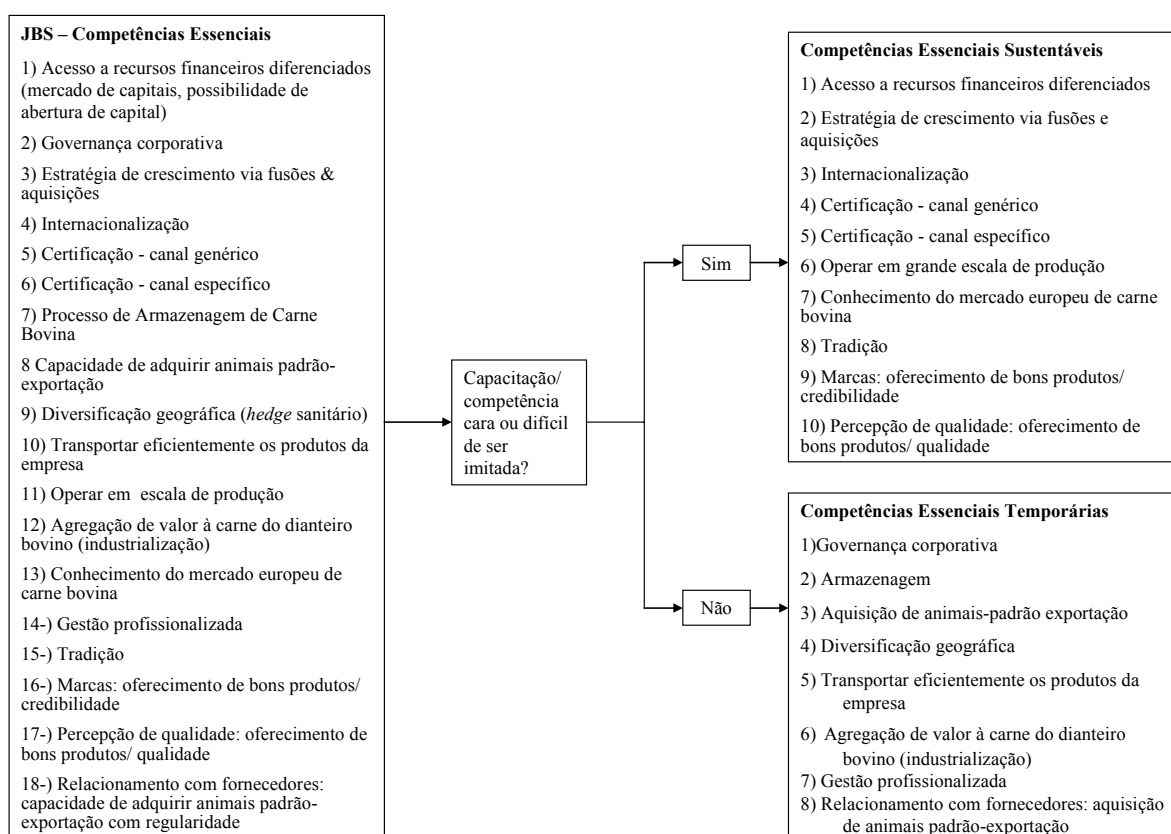 JBS – Competências Essenciais
1) Acesso a recursos financeiros diferenciados
(mercado de capitais, possibilidade de
abertura de capital)
2) Governança corporativa
3) Estratégia de crescimento via fusões &
aquisições
4) Internacionalização
5) Certificação - canal genérico
6) Certificação - canal específico
7) Processo de Armazenagem de Carne
Bovina
8 Capacidade de adquirir animais padrão-
exportação
9) Diversificação geográfica (hedge sanitário)
10) Transportar eficientemente os produtos da
empresa
11) Operar em escala de produção
12) Agregação de valor à carne do dianteiro
bovino (industrialização)
13) Conhecimento do mercado europeu de
carne bovina
14-) Gestão profissionalizada
15-) Tradição
16-) Marcas: oferecimento de bons produtos/
credibilidade
17-) Percepção de qualidade: oferecimento de
bons produtos/ qualidade
18-) Relacionamento com fornecedores:
capacidade de adquirir animais padrão-
exportação com regularidade
Capacitação/
competência
cara ou difícil
de ser
imitada?
Sim
Não
Competências Essenciais Sustentáveis
1) Acesso a recursos financeiros diferenciados
2) Estratégia de crescimento via fusões e
aquisições
3) Internacionalização
4) Certificação - canal genérico
5) Certificação - canal específico
6) Operar em grande escala de produção
7) Conhecimento do mercado europeu de carne
bovina
8) Tradição
9) Marcas: oferecimento de bons produtos/
credibilidade
10) Percepção de qualidade: oferecimento de
bons produtos/ qualidade
Competências Essenciais Temporárias
1)Governança corporativa
2) Armazenagem
3) Aquisição de animais-padrão exportação
4) Diversificação geográfica
5) Transportar eficientemente os produtos da
empresa
6) Agregação de valor à carne do dianteiro
bovino (industrialização)
7) Gestão profissionalizada
8) Relacionamento com fornecedores: aquisição
de animais padrão-exportação